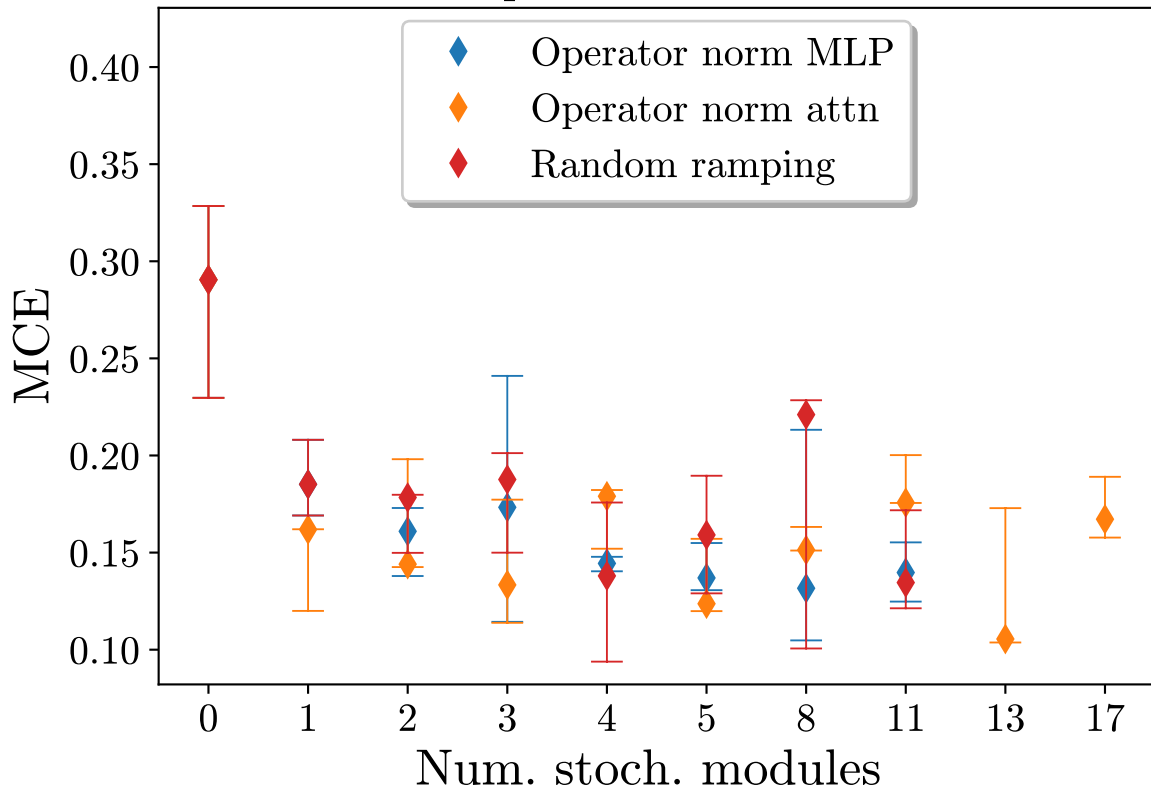 0.40
0.35
0.30
0.25
0.20
0.15
0.10
MCE
Operator norm MLP
Operator norm attn
Random ramping
0 1 2 3 4 5 8 11 13 17
Num. stoch. modules